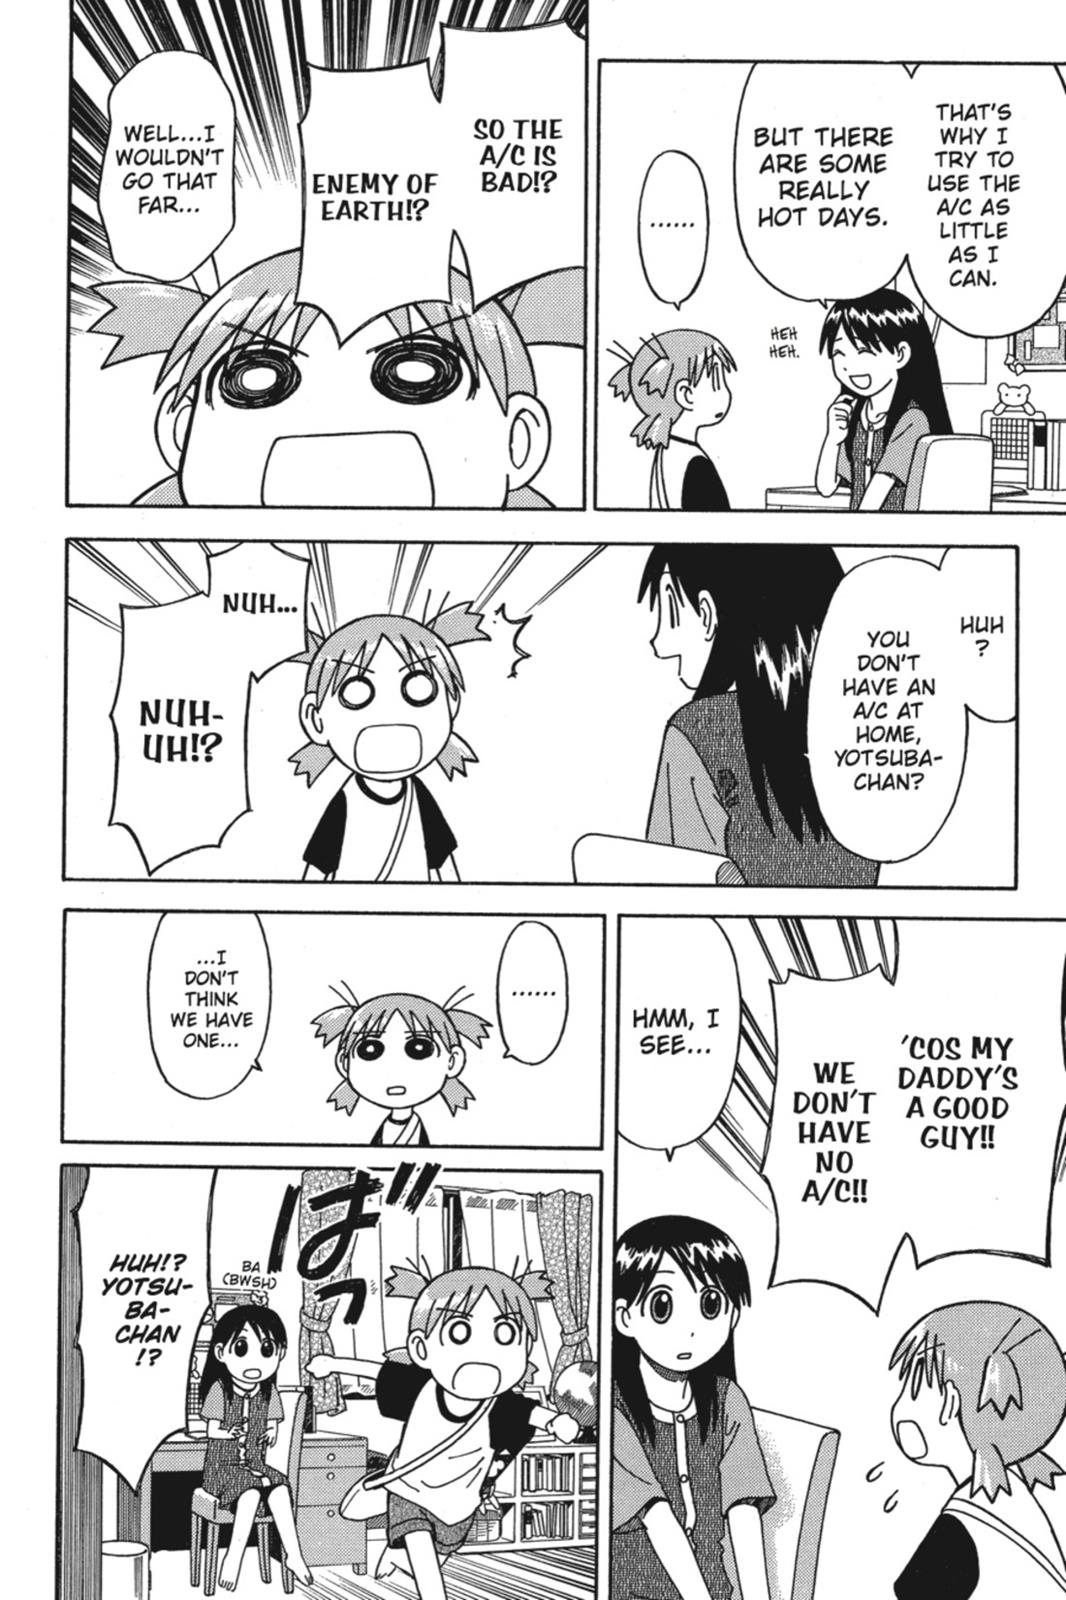 THAT'S
WHY I
TRY TO
USE THE
A/C AS
LITTLE
AS I
CAN.
BUT THERE
ARE SOME
REALLY
HOT DAYS.
HEH
HEH.
......
SO THE
A/C IS
BAD!?
ENEMY OF
EARTH!?
WELL...I
WOULDN'T
GO THAT
FAR...
HUH
?
YOU
DON'T
HAVE AN
A/C AT
HOME,
YOTSUBA-
CHAN?
NUH...
NUH-
UH!?
'COS MY
DADDY'S
A GOOD
GUY!!
WE
DON'T
HAVE
NO
A/C!!
HMM, I
SEE...
......
...I
DON'T
THINK
WE HAVE
ONE...
ばっ
BA
(BWSH)
HUH!?
YOTSU-
BA-
CHAN
!?